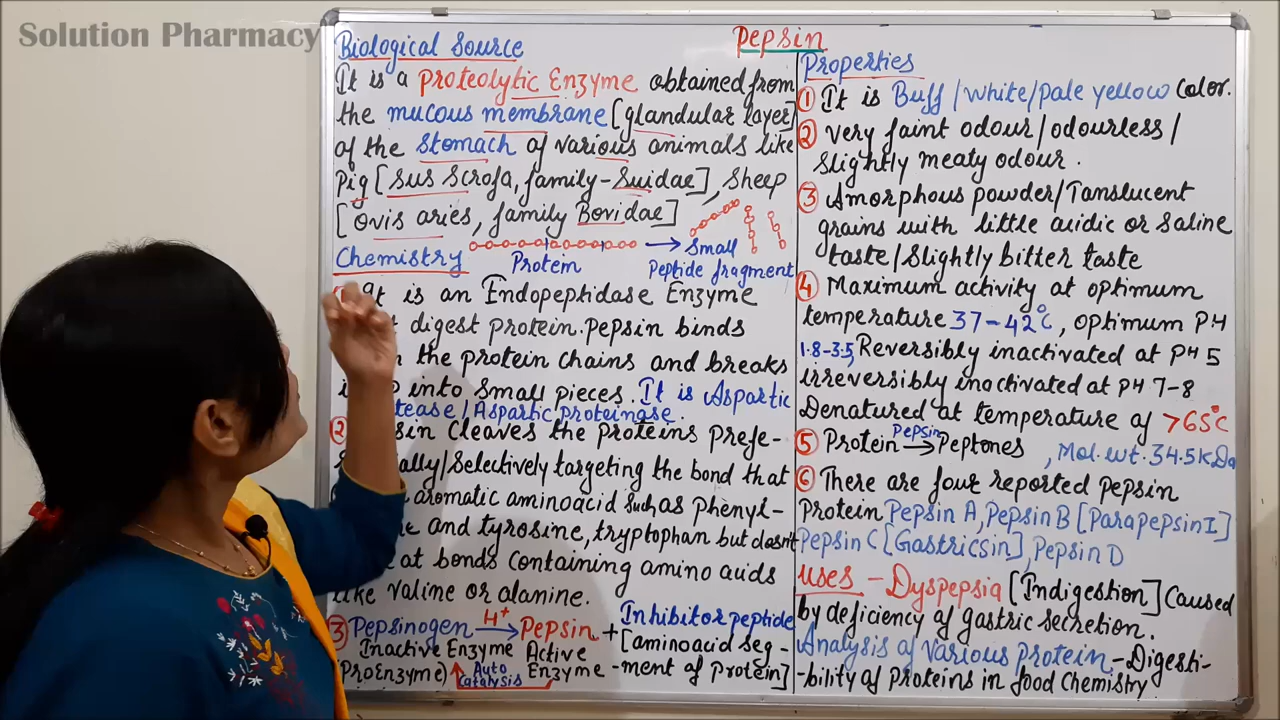 Solution Pharmacy
Pepsin
Biological Source
It is a proteolytic Enzyme obtained from
the mucous membrane [glandular layer]
of the stomach of various animals like
Pig [Sus Scrofa, family-Suidae], Sheep
[Ovis aries, family Bovidae]
Protein → Small
Peptide fragment
Chemistry
It is an Endopeptidase Enzyme
digest protein. Pepsin binds
the protein chains and breaks
into small pieces. It is Aspartic
tease / Aspartic proteinase.
② sin cleaves the proteins prefe-
ally/Selectively targeting the bond that
aromatic aminoacid such as phenyl-
and tyrosine, tryptophan but doesn't
at bonds containing amino acids
like valine or alanine.
③ Pepsinogen H+ → Pepsin + Inhibitor peptide
Inactive Enzyme Active [aminoacid seg-
(ProEnzyme) Auto Catalysis Enzyme -ment of protein]
Properties
① It is Buff/white/pale yellow color.
② very faint odour/odourless/
slightly meaty odour.
③ Amorphous powder/Tanslucent
grains with little acidic or saline
taste/slightly bitter taste
④ Maximum activity at optimum
temperature 37-42°C, optimum PH
1.8-3.5, Reversibly inactivated at PH 5
irreversibly inactivated at PH 7-8
Denatured at temperature of >65°C
⑤ Protein Pepsin → Peptones , Mol. wt. 34.5 KDa
⑥ There are four reported pepsin
Protein Pepsin A, Pepsin B [Parapepsin I]
Pepsin C [Gastricsin], Pepsin D
Uses - Dyspepsia [Indigestion] Caused
by deficiency of gastric secretion.
Analysis of various protein - Digesti-
-bility of Proteins in food Chemistry